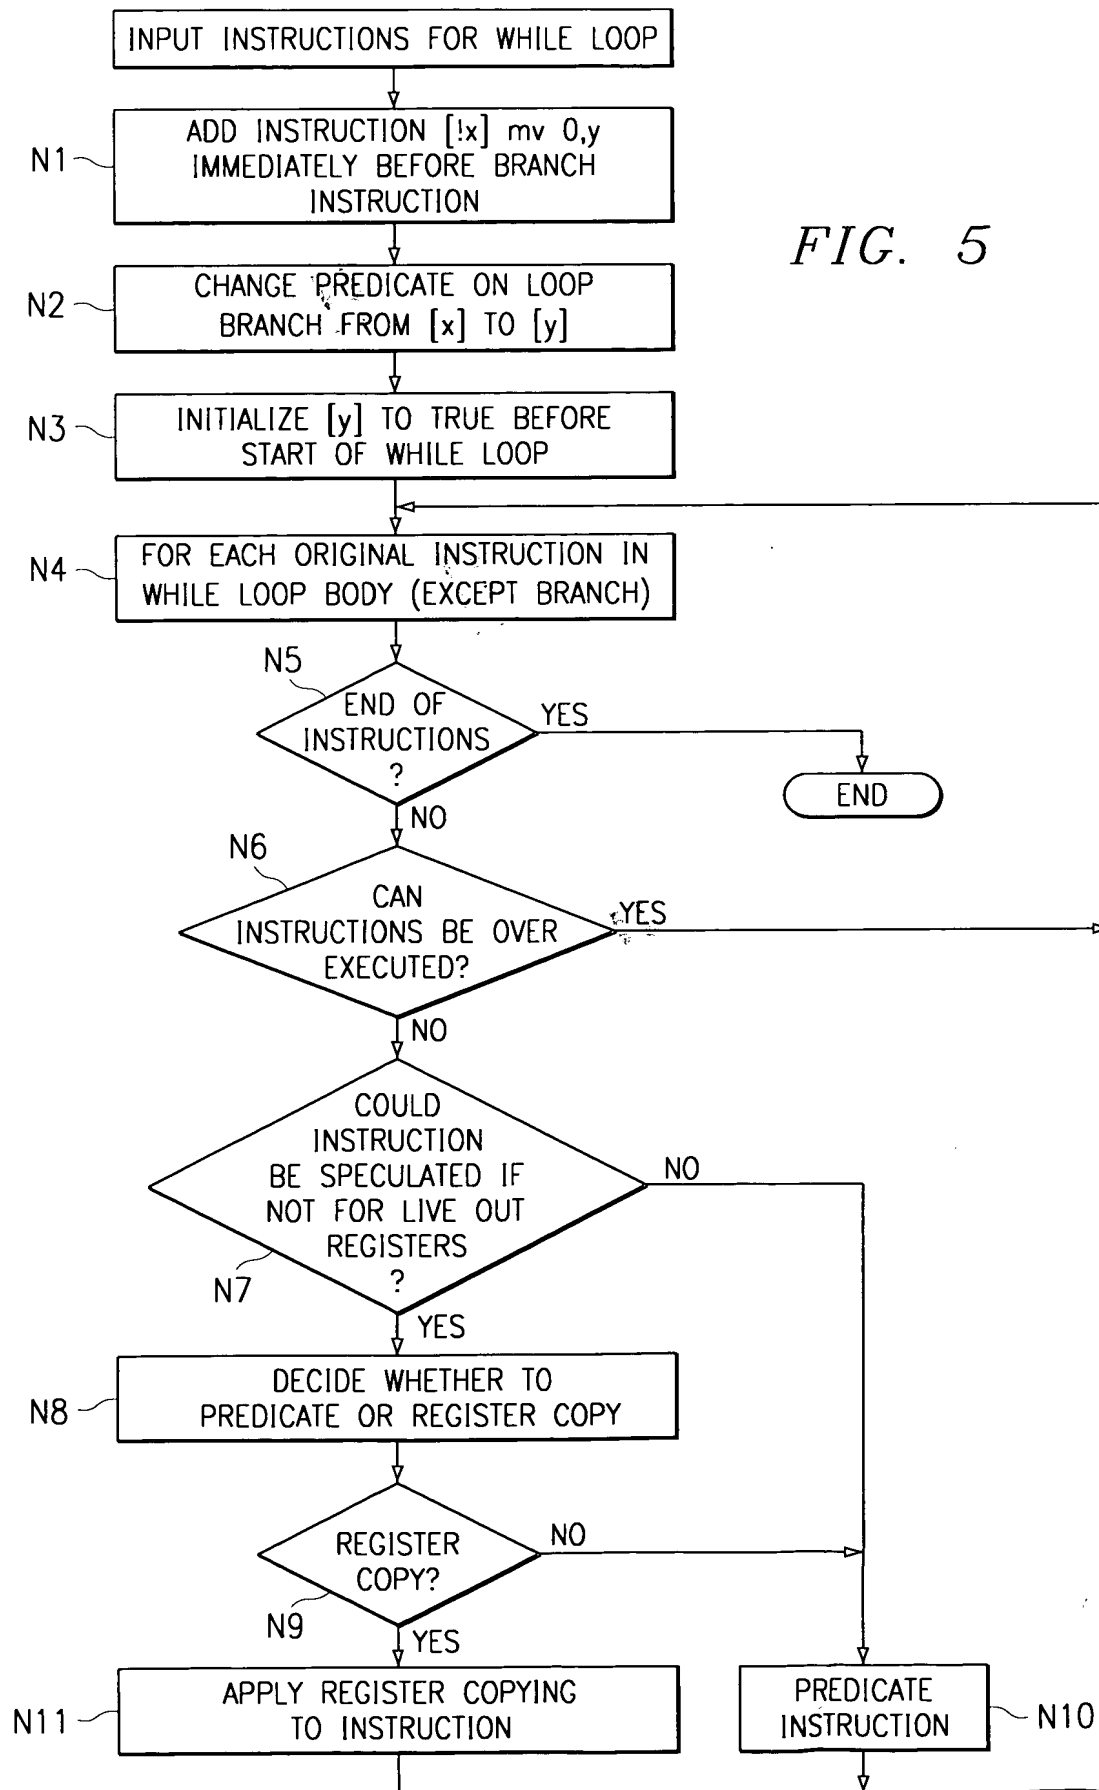 INPUT INSTRUCTIONS FOR WHILE LOOP
N1
ADD INSTRUCTION [!x] mv 0,y
IMMEDIATELY BEFORE BRANCH
INSTRUCTION
FIG. 5
N2
CHANGE PREDICATE ON LOOP
BRANCH FROM [x] TO [y]
N3
INITIALIZE [y] TO TRUE BEFORE
START OF WHILE LOOP
N4
FOR EACH ORIGINAL INSTRUCTION IN
WHILE LOOP BODY (EXCEPT BRANCH)
N5
END OF
INSTRUCTIONS
?
YES
END
NO
N6
CAN
INSTRUCTIONS BE OVER
EXECUTED?
YES
NO
COULD
INSTRUCTION
BE SPECULATED IF
NOT FOR LIVE OUT
REGISTERS
?
NO
N7
YES
N8
DECIDE WHETHER TO
PREDICATE OR REGISTER COPY
REGISTER
COPY?
NO
N9
YES
N11
APPLY REGISTER COPYING
TO INSTRUCTION
PREDICATE
INSTRUCTION
N10